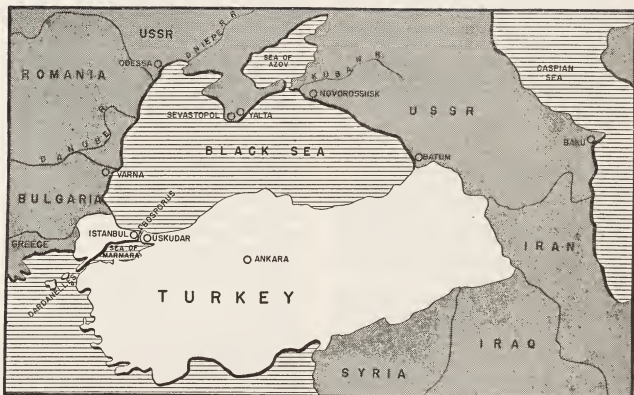 USSR
DNIEPER R.
ROMANIA
ODESSA
SEA OF
AZOV
KUBAN R.
CASPIAN
SEA
NOVOROSSIISK
USSR
SEVASTOPOL
YALTA
DANUBE R.
BLACK SEA
BAKU
BATUM
VARNA
BULGARIA
BOSPORUS
ISTANBUL
USKUDAR
GREECE
SEA OF
MARMARA
IRAN
ANKARA
DARDANELLES
TURKEY
IRAQ
SYRIA